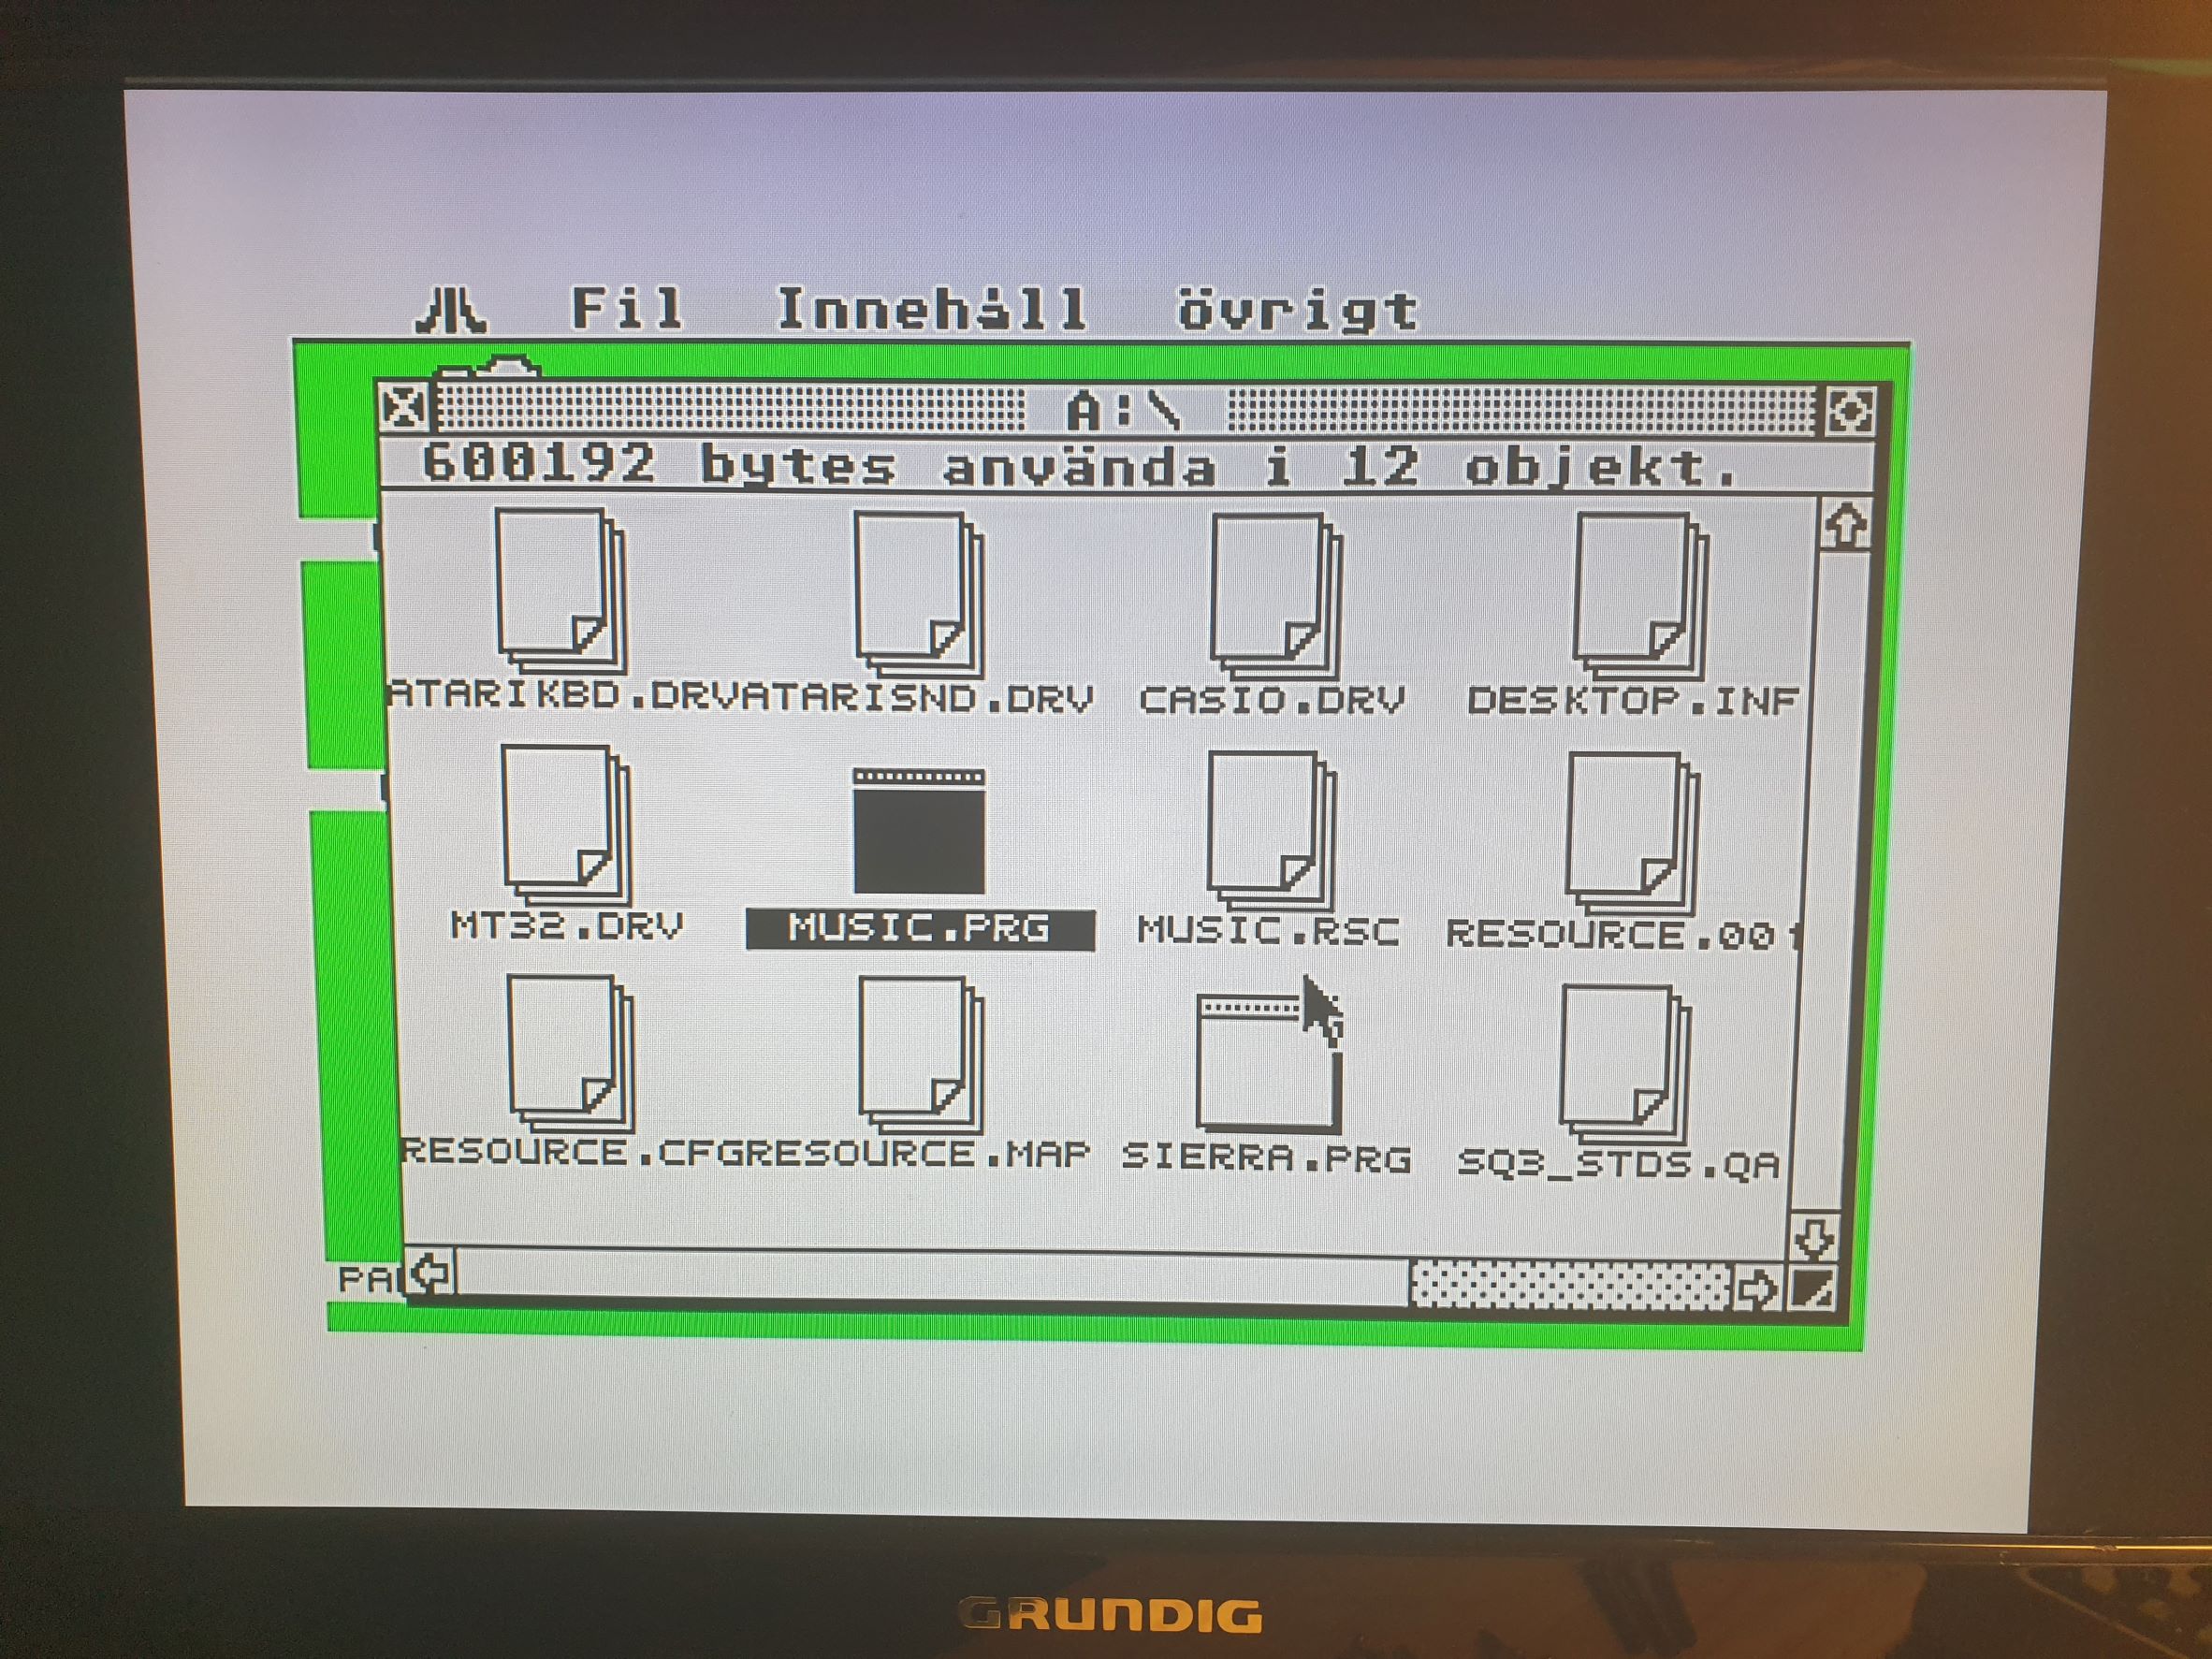 Fil Innehåll övrigt
A:\
600192 bytes använda i 12 objekt.
ATARIKBD.DRV ATARISND.DRV CASIO.DRV DESKTOP.INF
MT32.DRV MUSIC.PRG MUSIC.RSC RESOURCE.001
RESOURCE.CFG RESOURCE.MAP SIERRA.PRG SQ3_STDS.QA
PA
GRUNDIG